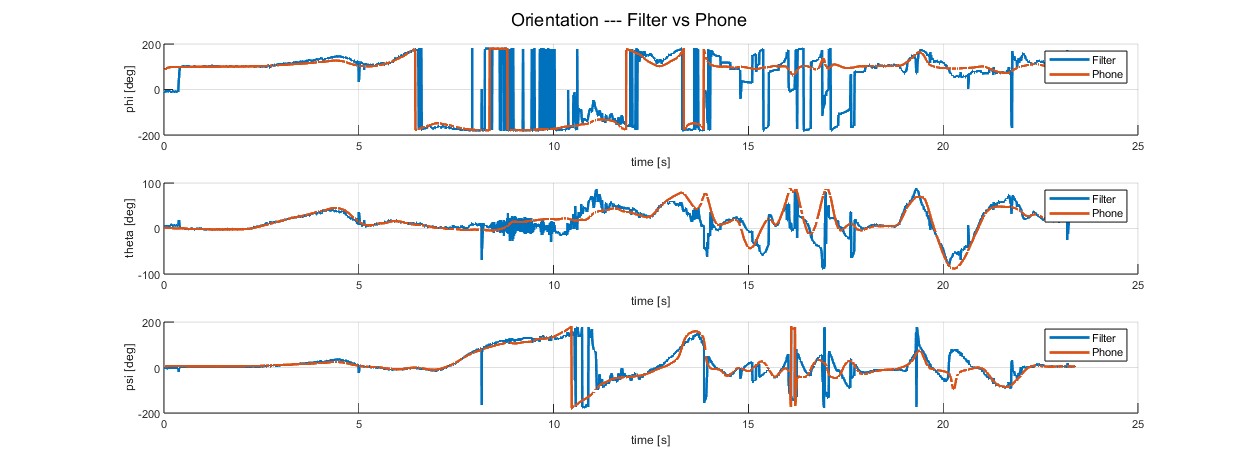 Orientation --- Filter vs Phone
200
0
-200
phi [deg]
0 5 10 15 20 25
time [s]
Filter
Phone
100
0
-100
theta [deg]
0 5 10 15 20 25
time [s]
Filter
Phone
200
0
-200
psi [deg]
0 5 10 15 20 25
time [s]
Filter
Phone